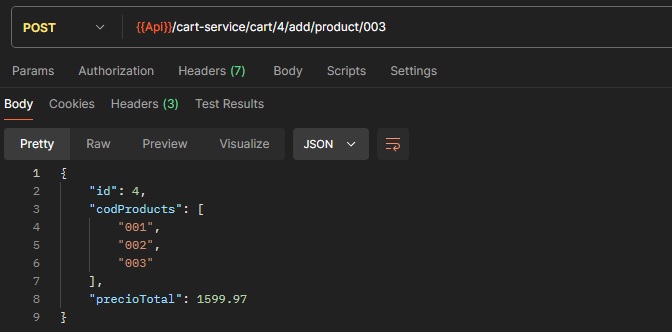 POST {{Api}}/cart-service/cart/4/add/product/003
Params Authorization Headers (7) Body Scripts Settings
Body Cookies Headers (3) Test Results
Pretty Raw Preview Visualize JSON
1 {
2 "id": 4,
3 "codProducts": [
4 "001",
5 "002",
6 "003"
7 ],
8 "precioTotal": 1599.97
9 }